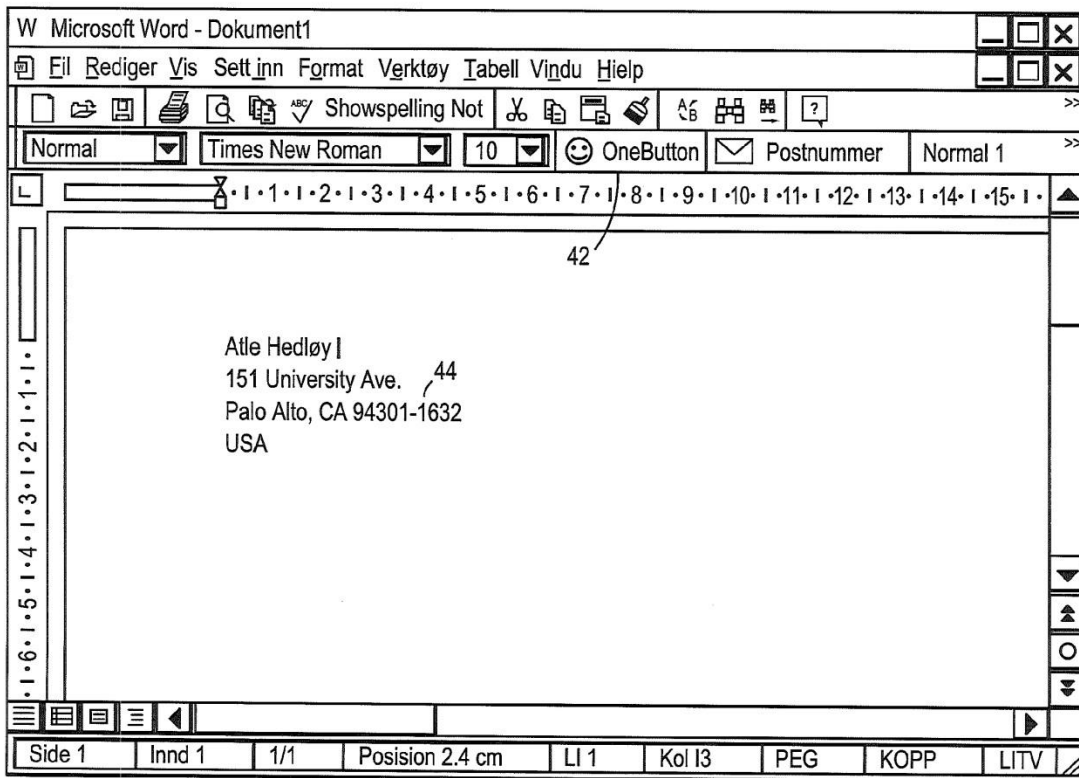 W Microsoft Word - Dokument1
Fil Rediger Vis Sett inn Format Verktøy Tabell Vindu Hielp
ABC Showspelling Not ? >>
Normal Times New Roman 10 OneButton Postnummer Normal 1 >>
1 2 3 4 5 6 7 8 9 10 11 12 13 14 15
42
Atle Hedløy
151 University Ave. 44
Palo Alto, CA 94301-1632
USA
1 2 3 4 5 6
Side 1 Innd 1 1/1 Posision 2.4 cm LI 1 Kol I3 PEG KOPP LITV